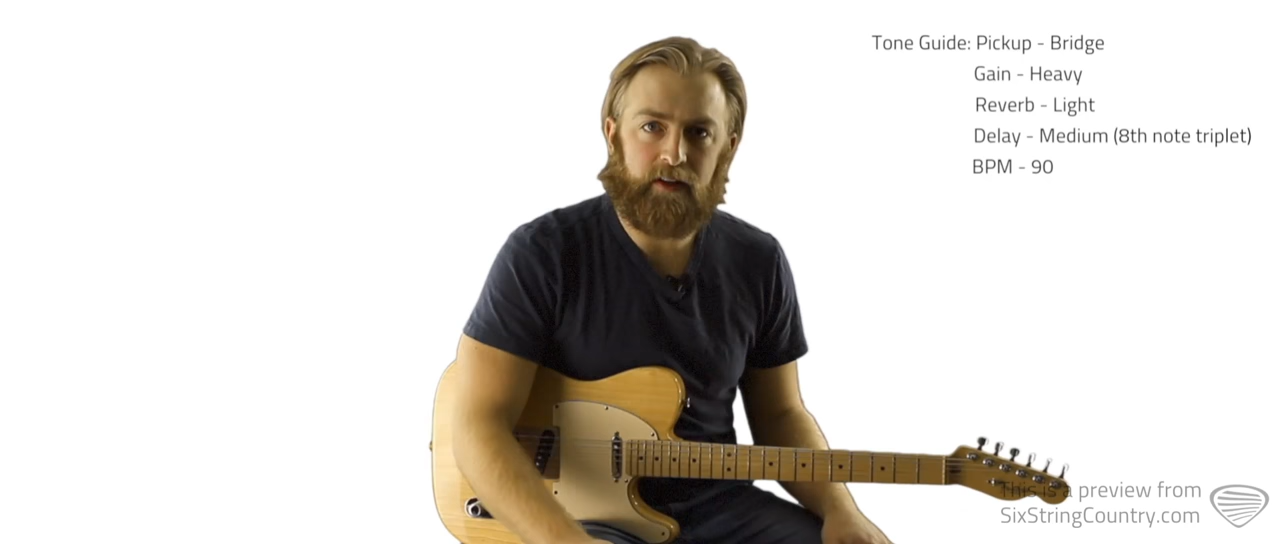 Tone Guide: Pickup - Bridge
Gain - Heavy
Reverb - Light
Delay - Medium (8th note triplet)
BPM - 90
This is a preview from
SixStringCountry.com